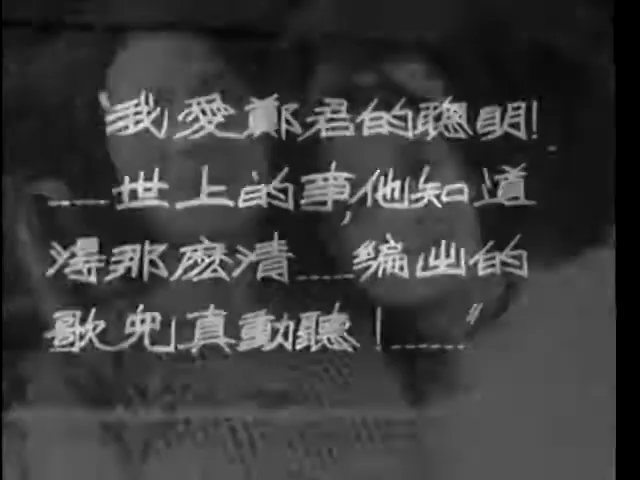 “我愛鄭君的聰明!
......世上的事,他知道
得那麽清......編出的
歌兒真動聽!......”